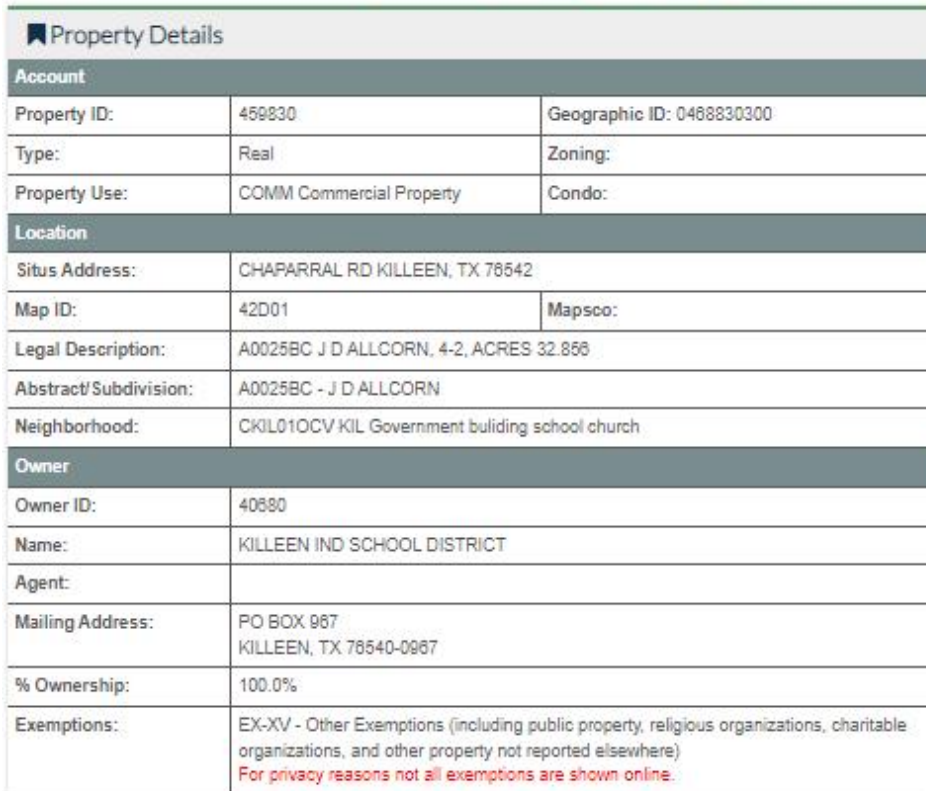 Property Details
Account
Property ID: 459830 Geographic ID: 0468830300
Type: Real Zoning:
Property Use: COMM Commercial Property Condo:
Location
Situs Address: CHAPARRAL RD KILLEEN, TX 76542
Map ID: 42D01 Mapsco:
Legal Description: A0025BC J D ALLCORN, 4-2, ACRES 32.856
Abstract/Subdivision: A0025BC - J D ALLCORN
Neighborhood: CKIL01OCV KIL Government buliding school church
Owner
Owner ID: 40680
Name: KILLEEN IND SCHOOL DISTRICT
Agent:
Mailing Address: PO BOX 967
KILLEEN, TX 76540-0967
% Ownership: 100.0%
Exemptions: EX-XV - Other Exemptions (including public property, religious organizations, charitable
organizations, and other property not reported elsewhere)
For privacy reasons not all exemptions are shown online.